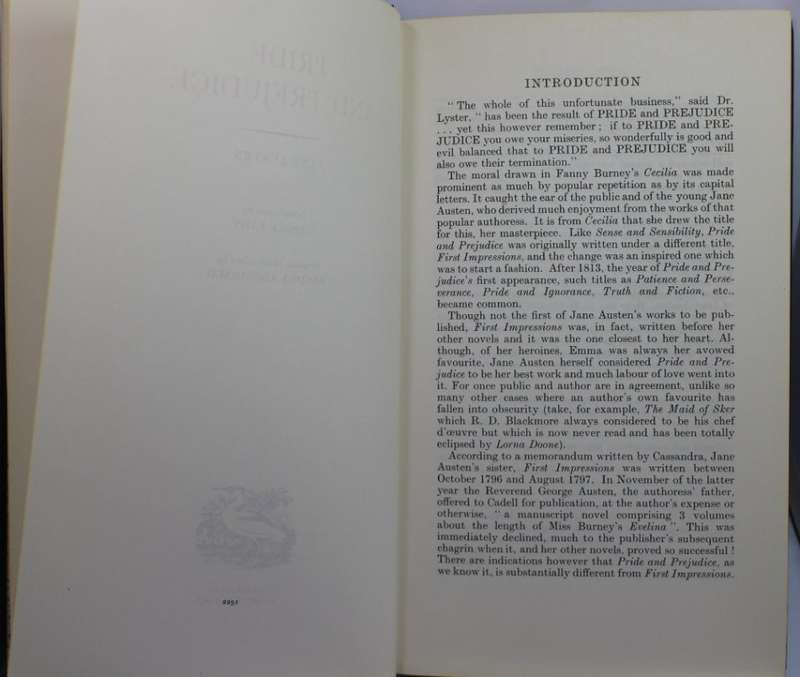 2251
INTRODUCTION
“ The whole of this unfortunate business,” said Dr.
Lyster, “ has been the result of PRIDE and PREJUDICE
. . . yet this however remember ; if to PRIDE and PRE-
JUDICE you owe your miseries, so wonderfully is good and
evil balanced that to PRIDE and PREJUDICE you will
also owe their termination.”
The moral drawn in Fanny Burney’s Cecilia was made
prominent as much by popular repetition as by its capital
letters. It caught the ear of the public and of the young Jane
Austen, who derived much enjoyment from the works of that
popular authoress. It is from Cecilia that she drew the title
for this, her masterpiece. Like Sense and Sensibility, Pride
and Prejudice was originally written under a different title,
First Impressions, and the change was an inspired one which
was to start a fashion. After 1813, the year of Pride and Pre-
judice’s first appearance, such titles as Patience and Perse-
verance, Pride and Ignorance, Truth and Fiction, etc.,
became common.
Though not the first of Jane Austen’s works to be pub-
lished, First Impressions was, in fact, written before her
other novels and it was the one closest to her heart. Al-
though, of her heroines, Emma was always her avowed
favourite, Jane Austen herself considered Pride and Pre-
judice to be her best work and much labour of love went into
it. For once public and author are in agreement, unlike so
many other cases where an author’s own favourite has
fallen into obscurity (take, for example, The Maid of Sker
which R. D. Blackmore always considered to be his chef
d’œuvre but which is now never read and has been totally
eclipsed by Lorna Doone).
According to a memorandum written by Cassandra, Jane
Austen’s sister, First Impressions was written between
October 1796 and August 1797. In November of the latter
year the Reverend George Austen, the authoress’ father,
offered to Cadell for publication, at the author’s expense or
otherwise, “ a manuscript novel comprising 3 volumes
about the length of Miss Burney’s Evelina ”. This was
immediately declined, much to the publisher’s subsequent
chagrin when it, and her other novels, proved so successful !
There are indications however that Pride and Prejudice, as
we know it, is substantially different from First Impressions.